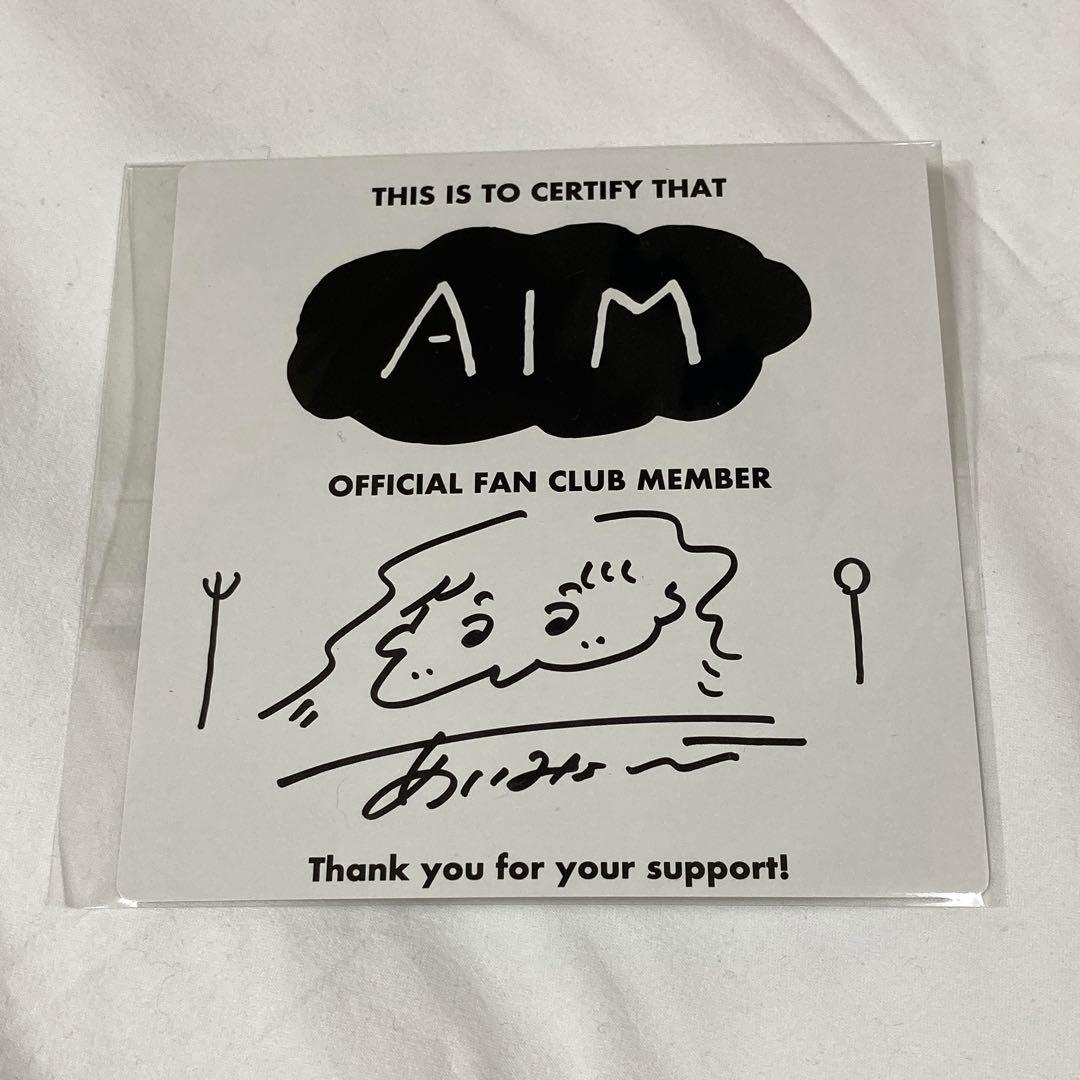 THIS IS TO CERTIFY THAT
AIM
OFFICIAL FAN CLUB MEMBER
Thank you for your support!